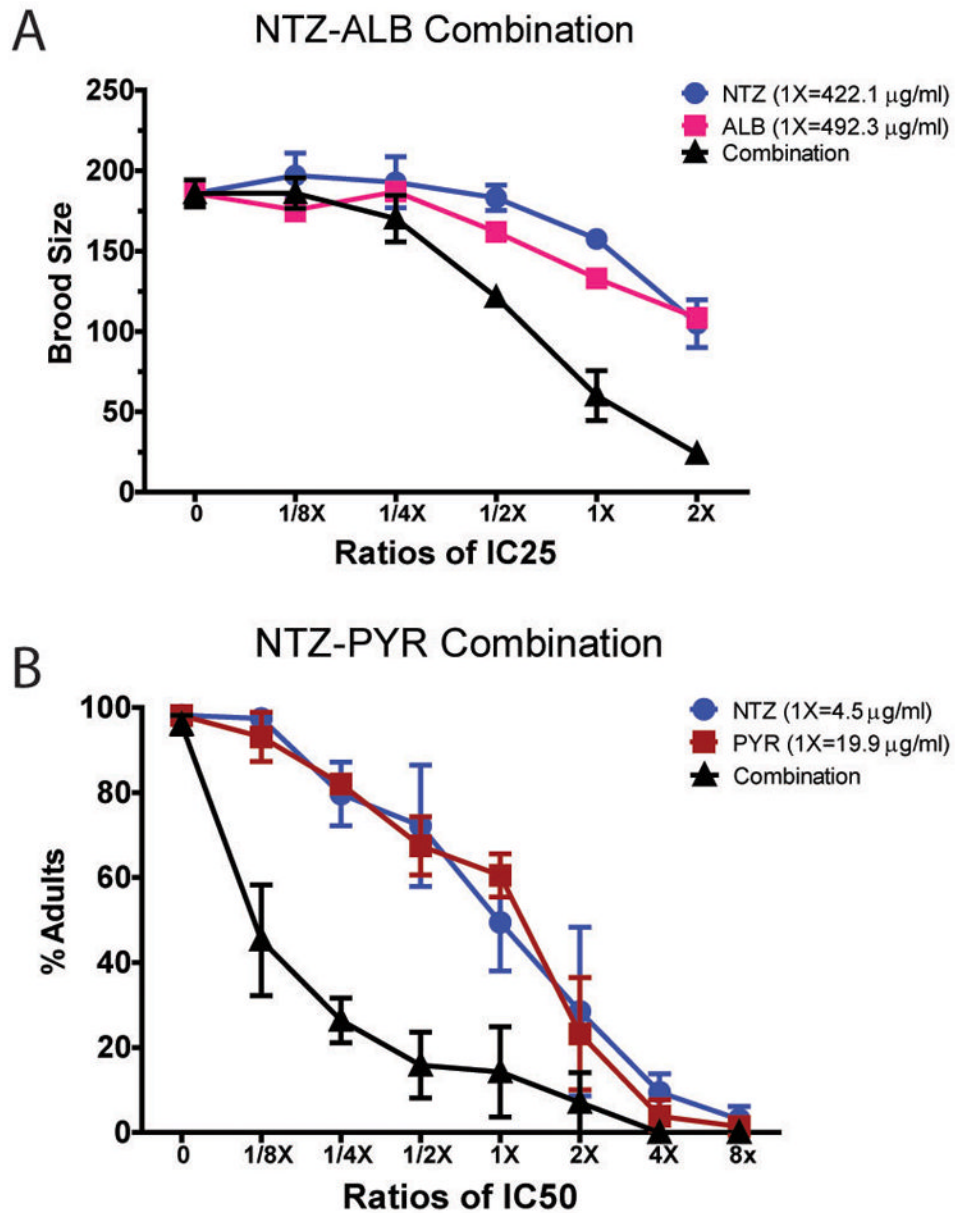 A
NTZ-ALB Combination
NTZ (1X=422.1 μg/ml)
ALB (1X=492.3 μg/ml)
Combination
250
200
150
100
50
0
Brood Size
0 1/8X 1/4X 1/2X 1X 2X
Ratios of IC25
B
NTZ-PYR Combination
NTZ (1X=4.5 μg/ml)
PYR (1X=19.9 μg/ml)
Combination
100
80
60
40
20
0
% Adults
0 1/8X 1/4X 1/2X 1X 2X 4X 8x
Ratios of IC50